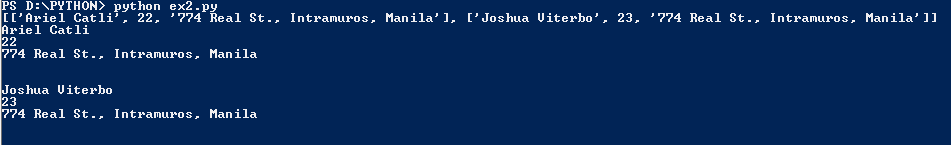 PS D:\PYTHON> python ex2.py
[['Ariel Catli', 22, '774 Real St., Intramuros, Manila'], ['Joshua Viterbo', 23, '774 Real St., Intramuros, Manila']]
Ariel Catli
22
774 Real St., Intramuros, Manila
Joshua Viterbo
23
774 Real St., Intramuros, Manila